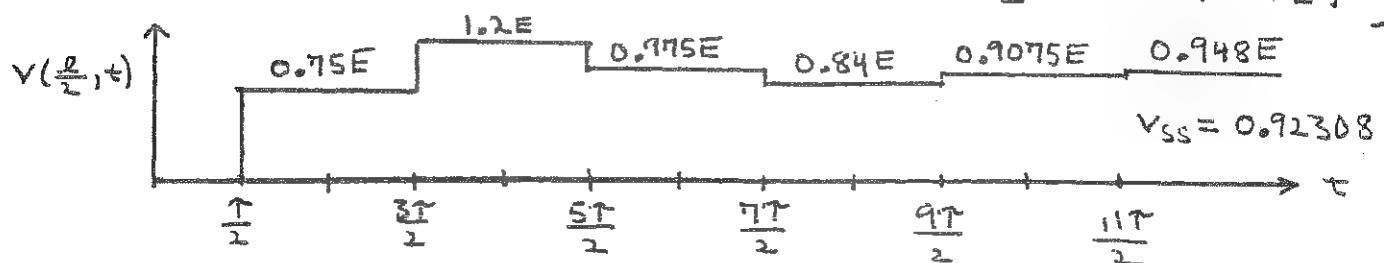 1.2E
V(ℓ/2, t)
0.75E
0.975E
0.84E
0.9075E
0.948E
V_SS = 0.92308
t
T/2 3T/2 5T/2 7T/2 9T/2 11T/2